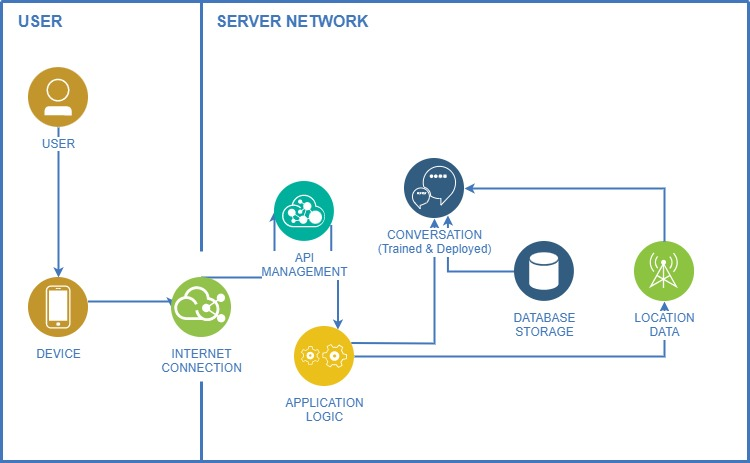 USER
SERVER NETWORK
USER
CONVERSATION
(Trained & Deployed)
API
MANAGEMENT
DATABASE
STORAGE
LOCATION
DATA
DEVICE
INTERNET
CONNECTION
APPLICATION
LOGIC